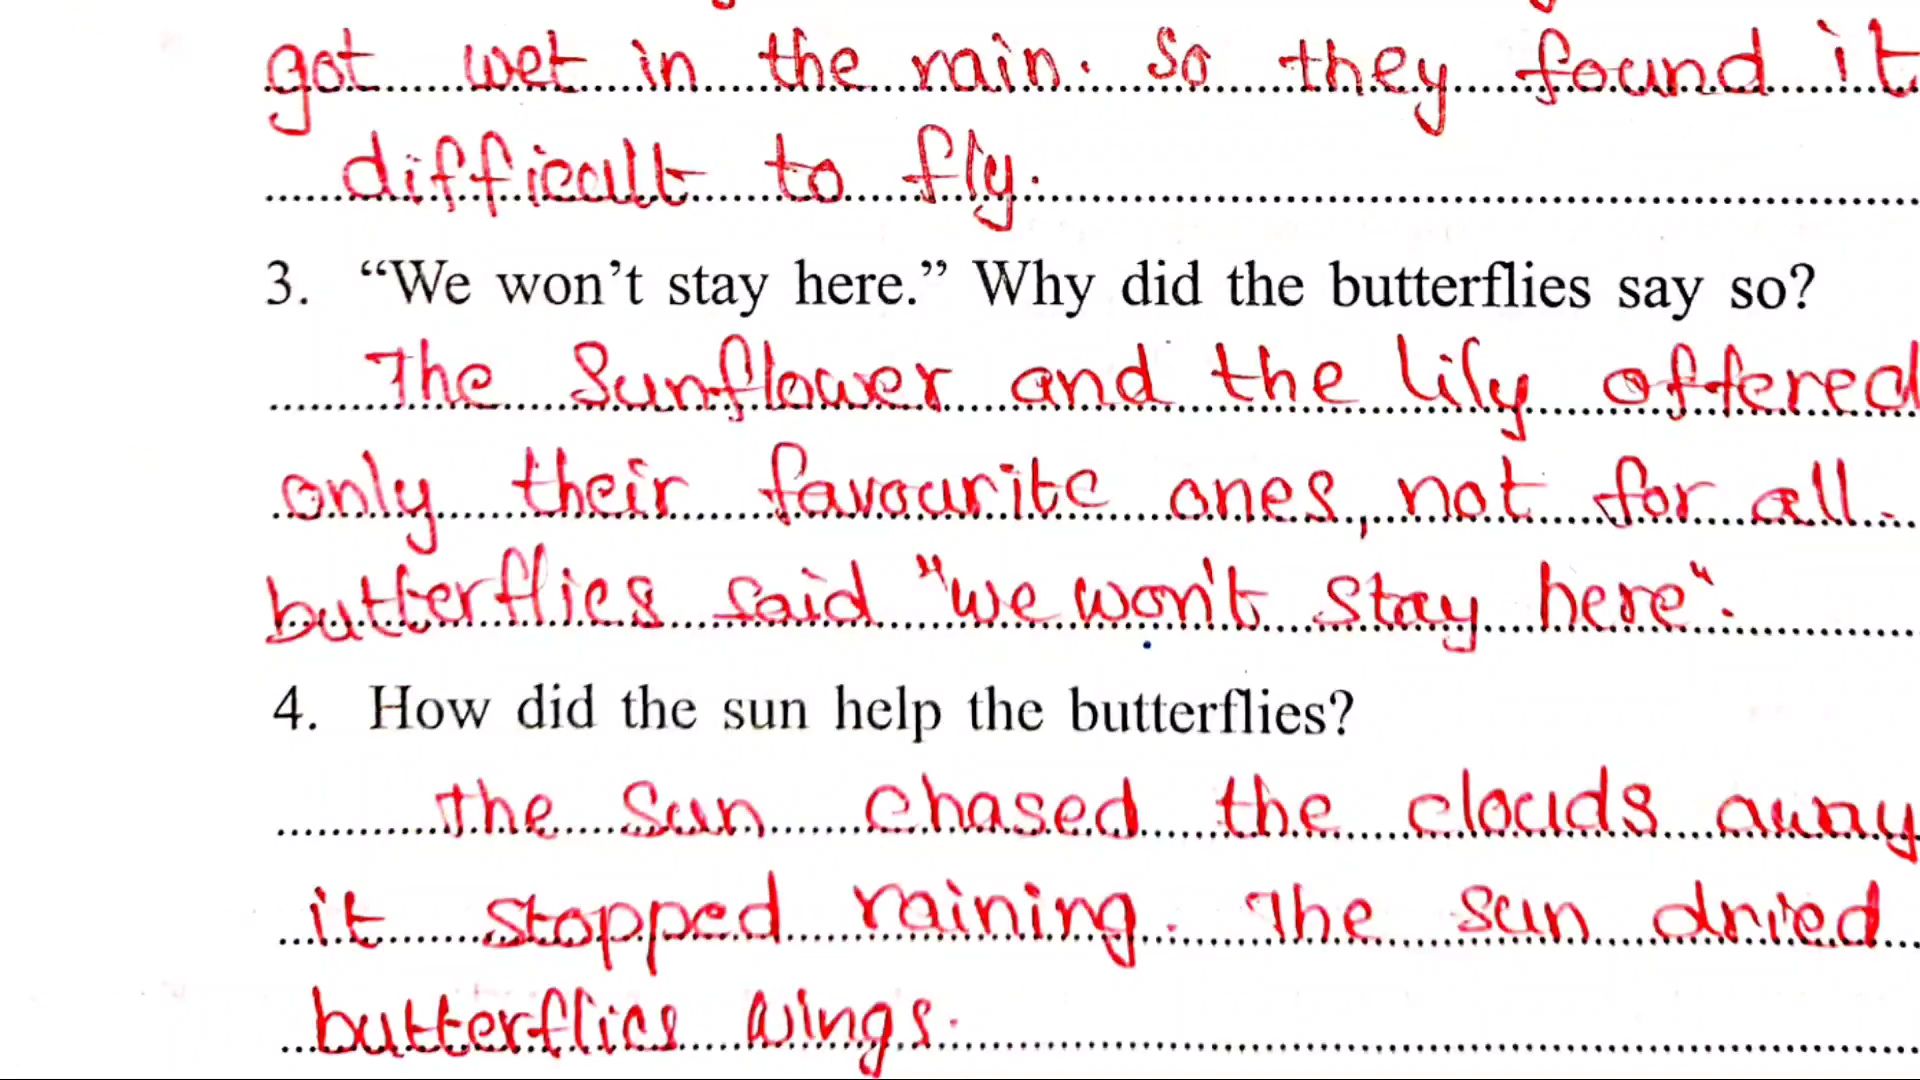 got wet in the rain. So they found it
difficult to fly.
3. “We won’t stay here.” Why did the butterflies say so?
The Sunflower and the lily offered
only their favourite ones, not for all.
butterflies said "we won't stay here".
4. How did the sun help the butterflies?
The Sun chased the clouds away
it stopped raining. The sun dried
butterflies wings.